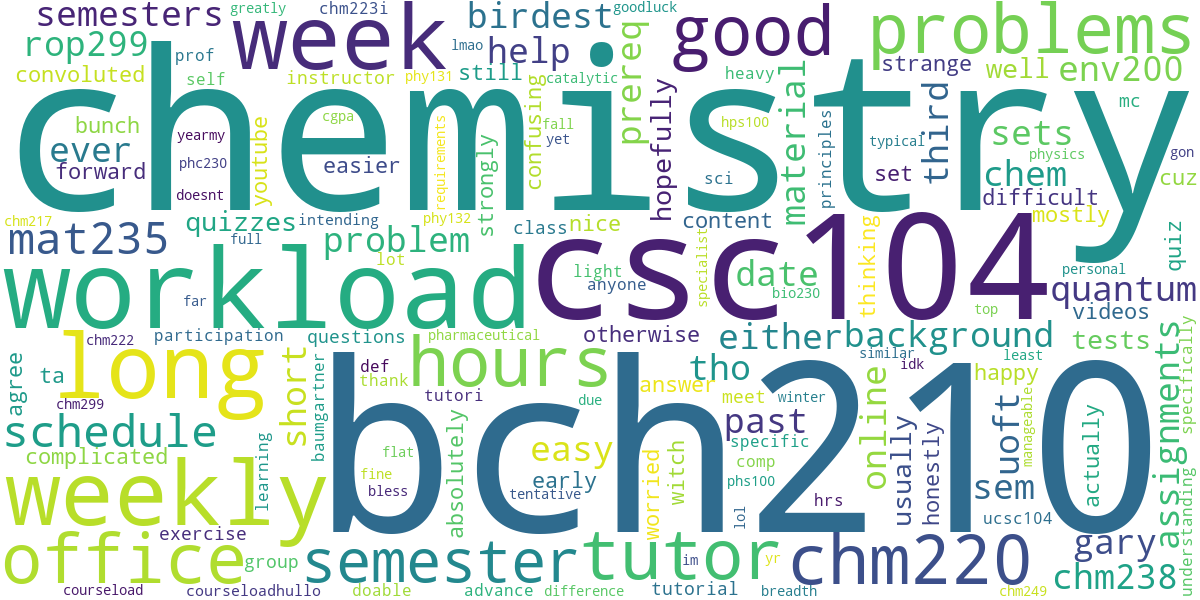 semesters
greatly
chm223i
birdest
goodluck
week
good
problems
rop299
prof
lmao
help
prereq
strange
convoluted
self
instructor
phy131
still
catalytic
heavy
material
well
env200
chemistry
bunch
yearmy
cgpa
requirements
confusing
fall
hopefully
hps100
principles
third
mc
sets
ever
forward
phc230
youtube
easier
strongly
yet
typical
physics
gon
doesnt
sci
set
chem
cuz
difficult
chm217
quizzes
intending
phy132
class
nice
content
thinking
mostly
quiz
mat235
full
problem
lot
csc104
workload
far
light
anyone
specialist
date
bio230
personal
quantum
top
videos
chm222
participation
questions
pharmaceutical
otherwise
either
background
tests
specifically
long
hours
agree
ta
short
baumgartner
def
thank
tutori
tho
similar
idk
least
happy
assignments
chm299
answer
meet
winter
due
schedule
bch210
past
online
usually
honestly
uoft
manageable
actually
complicated
learning
flat
absolutely
easy
specific
weekly
fine
bless
tentative
early
worried
witch
comp
phs100
hrs
sem
lol
ucsc104
understanding
exercise
office
group
semester
tutor
im
yr
chm220
gary
chm238
courseload
courseloadhullo
doable
advance
difference
tutorial
breadth
chm249